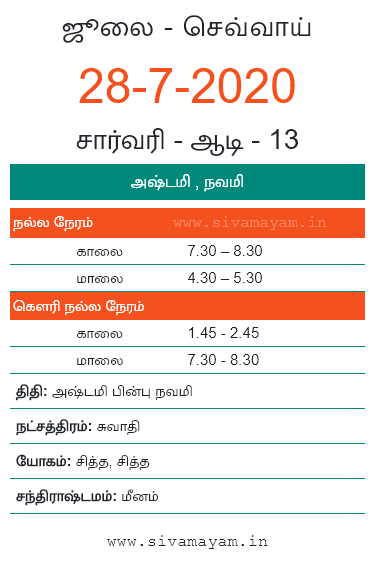 ஜூலை - செவ்வாய்
28-7-2020
சார்வரி - ஆடி - 13
அஷ்டமி , நவமி
நல்ல நேரம் www.sivamayam.in
காலை 7.30 – 8.30
மாலை 4.30 – 5.30
கௌரி நல்ல நேரம்
காலை 1.45 - 2.45
மாலை 7.30 - 8.30
திதி: அஷ்டமி பின்பு நவமி
நட்சத்திரம்: சுவாதி
யோகம்: சித்த, சித்த
சந்திராஷ்டமம்: மீனம்
www.sivamayam.in